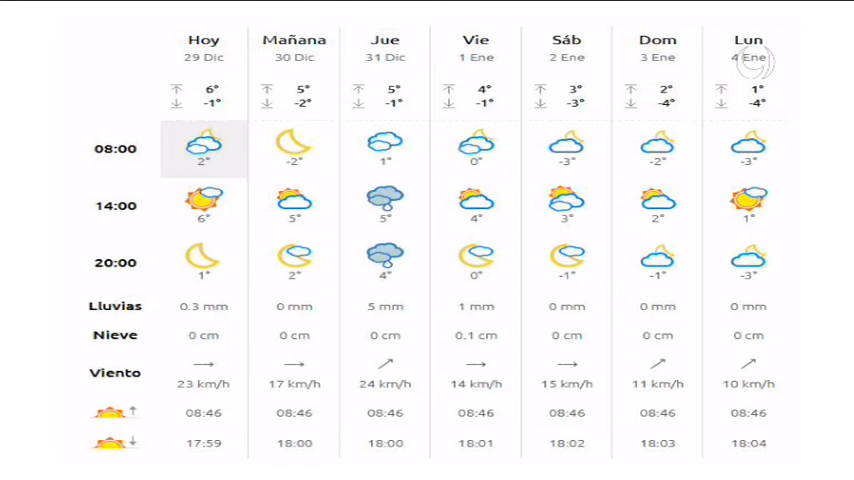 Hoy Mañana Jue Vie Sáb Dom Lun
29 Dic 30 Dic 31 Dic 1 Ene 2 Ene 3 Ene 4 Ene
6° 5° 5° 4° 3° 2° 1°
-1° -2° -1° -1° -3° -4° -4°
08:00
2° -2° 1° 0° -3° -2° -3°
14:00
6° 5° 5° 4° 3° 2° 1°
20:00
1° 2° 4° 0° -1° -1° -3°
Lluvias 0.3 mm 0 mm 5 mm 1 mm 0 mm 0 mm 0 mm
Nieve 0 cm 0 cm 0 cm 0.1 cm 0 cm 0 cm 0 cm
Viento
23 km/h 17 km/h 24 km/h 14 km/h 15 km/h 11 km/h 10 km/h
08:46 08:46 08:46 08:46 08:46 08:46 08:46
17:59 18:00 18:00 18:01 18:02 18:03 18:04